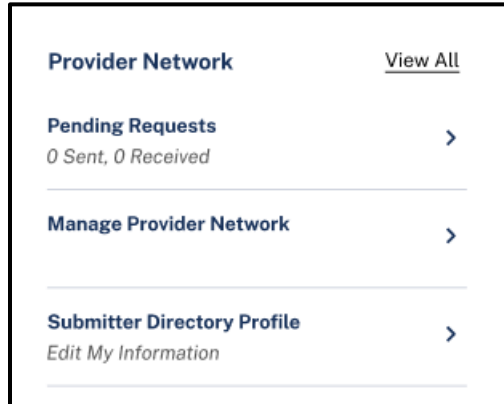 Provider Network
View All
Pending Requests
0 Sent, 0 Received
Manage Provider Network
Submitter Directory Profile
Edit My Information